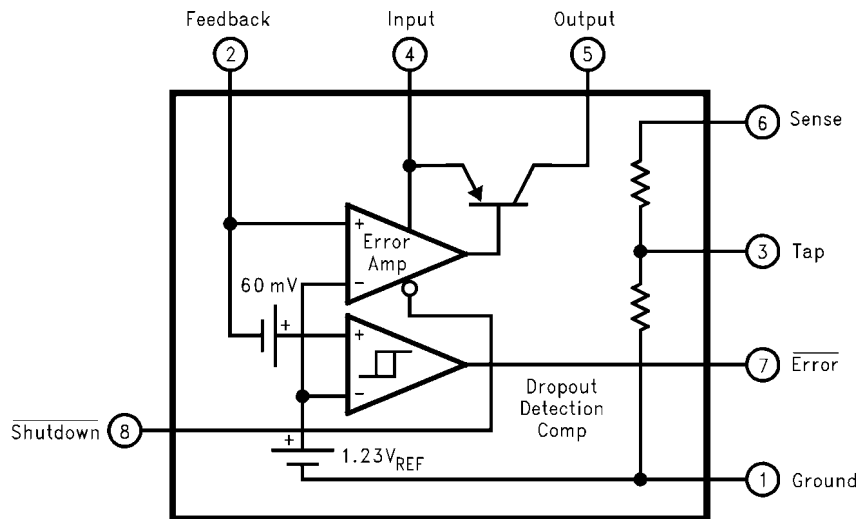 Feedback
Input
Output
2
4
5
6
Sense
+
Error
Amp
−
3
Tap
60 mV
+
+
−
7
Error
Dropout
Detection
Comp
Shutdown
8
+
1.23VREF
1
Ground